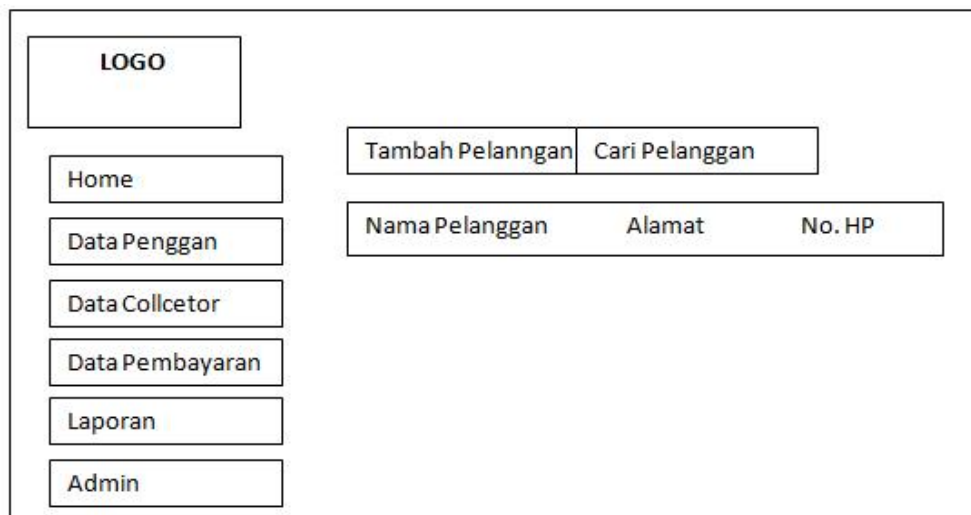 LOGO
Tambah Pelanngan Cari Pelanggan
Home
Nama Pelanggan Alamat No. HP
Data Penggan
Data Collcetor
Data Pembayaran
Laporan
Admin